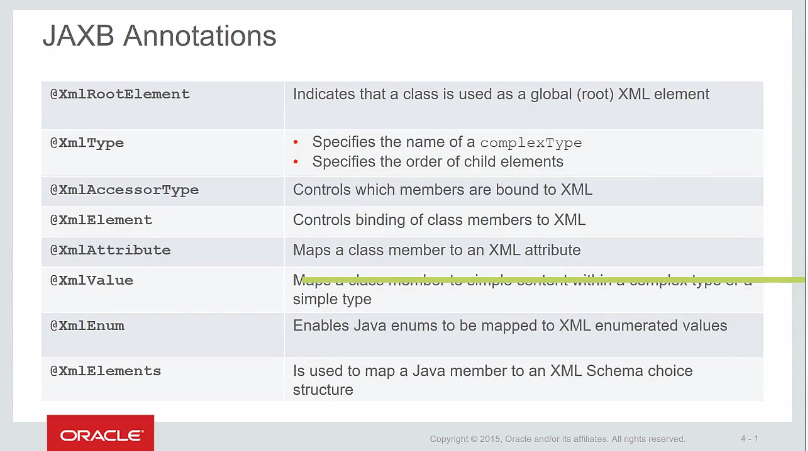 JAXB Annotations
@XmlRootElement Indicates that a class is used as a global (root) XML element
@XmlType • Specifies the name of a complexType
• Specifies the order of child elements
@XmlAccessorType Controls which members are bound to XML
@XmlElement Controls binding of class members to XML
@XmlAttribute Maps a class member to an XML attribute
@XmlValue Maps a class member to simple content within a complex type or a
simple type
@XmlEnum Enables Java enums to be mapped to XML enumerated values
@XmlElements Is used to map a Java member to an XML Schema choice
structure
ORACLE®
Copyright © 2015, Oracle and/or its affiliates. All rights reserved. 4 - 1